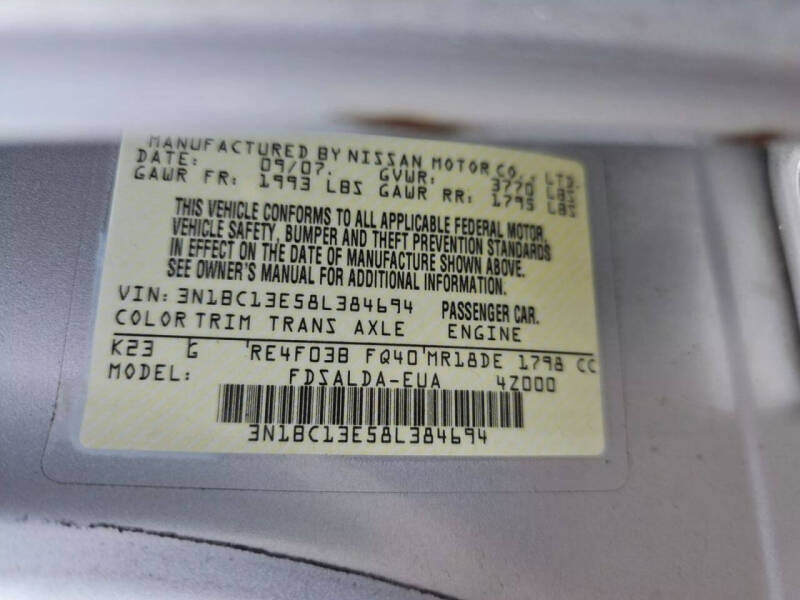 MANUFACTURED BY NISSAN MOTOR CO., LTD.
DATE: 09/07. GVWR: 3770 LBS
GAWR FR: 1993 LBS GAWR RR: 1795 LBS
THIS VEHICLE CONFORMS TO ALL APPLICABLE FEDERAL MOTOR
VEHICLE SAFETY, BUMPER AND THEFT PREVENTION STANDARDS
IN EFFECT ON THE DATE OF MANUFACTURE SHOWN ABOVE.
SEE OWNER'S MANUAL FOR ADDITIONAL INFORMATION.
VIN: 3N1BC13E58L384694 PASSENGER CAR.
COLOR TRIM TRANS AXLE ENGINE
K23 G RE4F03B FQ40 MR18DE 1798 CC
MODEL: FDSALDA-EUA 4Z000
3N1BC13E58L384694